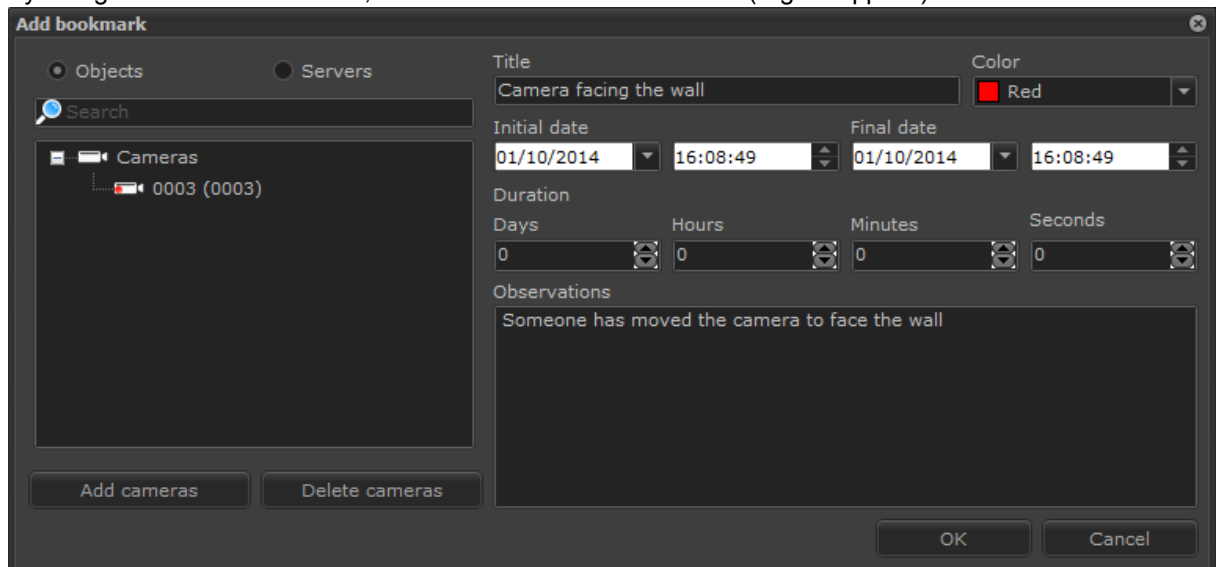 Add bookmark
Objects
Servers
Search
Cameras
0003 (0003)
Add cameras
Delete cameras
Title
Color
Camera facing the wall
Red
Initial date
Final date
01/10/2014
16:08:49
01/10/2014
16:08:49
Duration
Days
Hours
Minutes
Seconds
0
0
0
0
Observations
Someone has moved the camera to face the wall
OK
Cancel